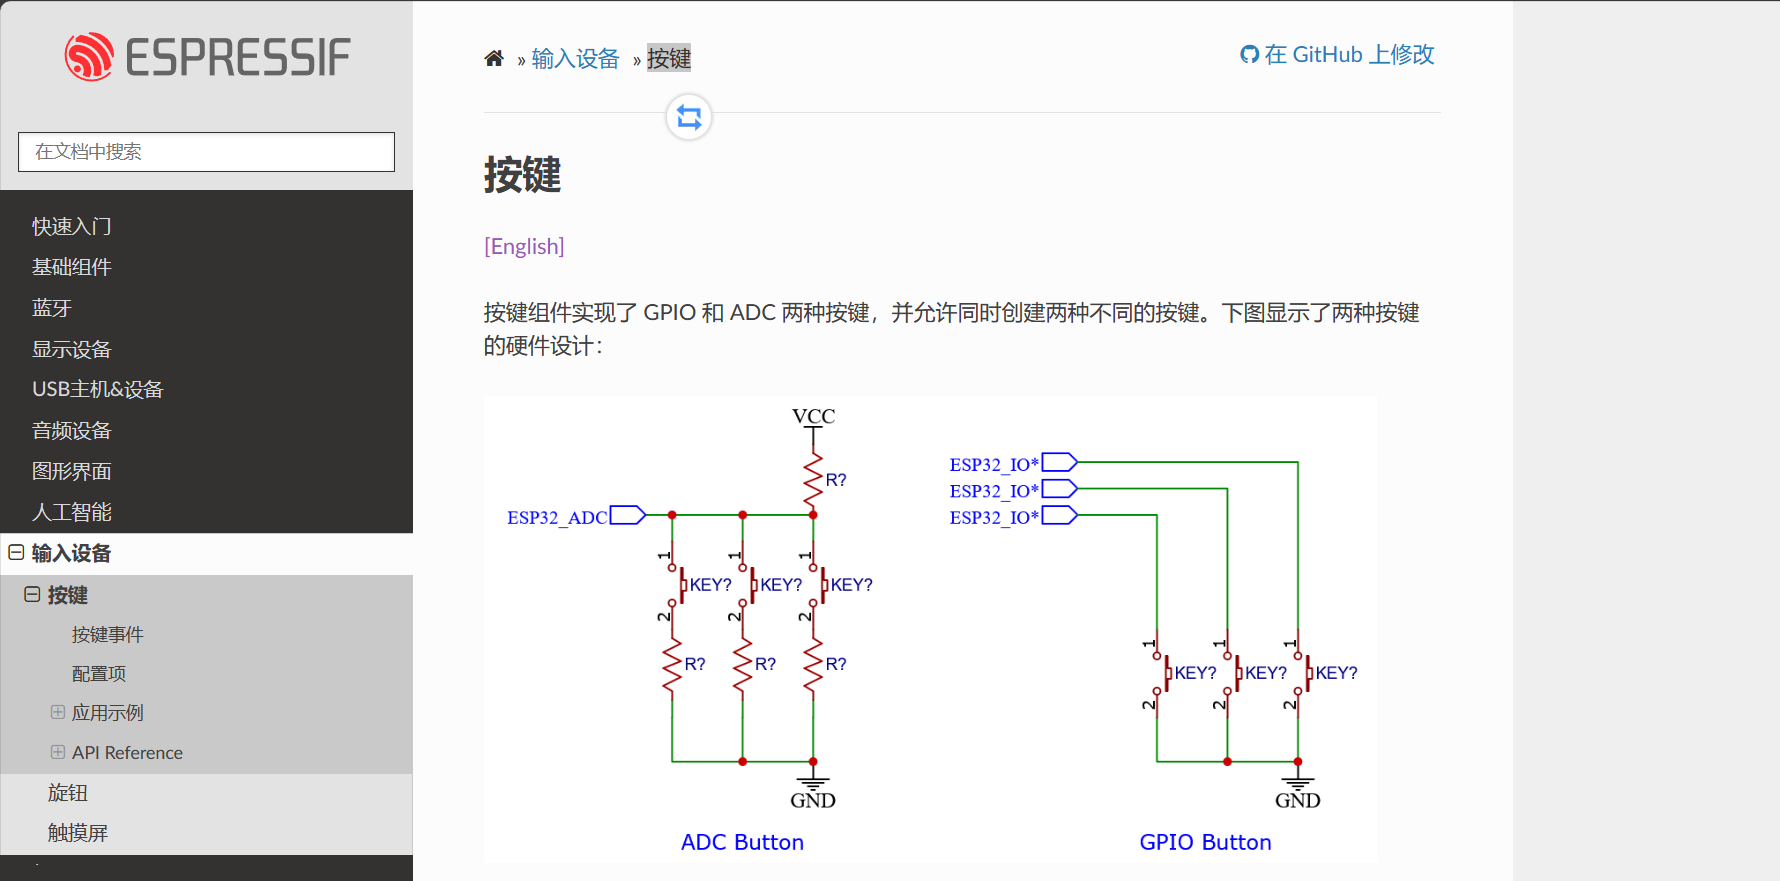 ESPRESSIF
在文档中搜索
快速入门
基础组件
蓝牙
显示设备
USB主机&设备
音频设备
图形界面
人工智能
输入设备
按键
按键事件
配置项
应用示例
API Reference
旋钮
触摸屏
» 输入设备 » 按键
在 GitHub 上修改
按键
[English]
按键组件实现了 GPIO 和 ADC 两种按键，并允许同时创建两种不同的按键。下图显示了两种按键
的硬件设计：
VCC
R?
ESP32_ADC
1 1 1
KEY? KEY? KEY?
2 2 2
R? R? R?
GND
ADC Button
ESP32_IO*
ESP32_IO*
ESP32_IO*
1 1 1
KEY? KEY? KEY?
2 2 2
GND
GPIO Button